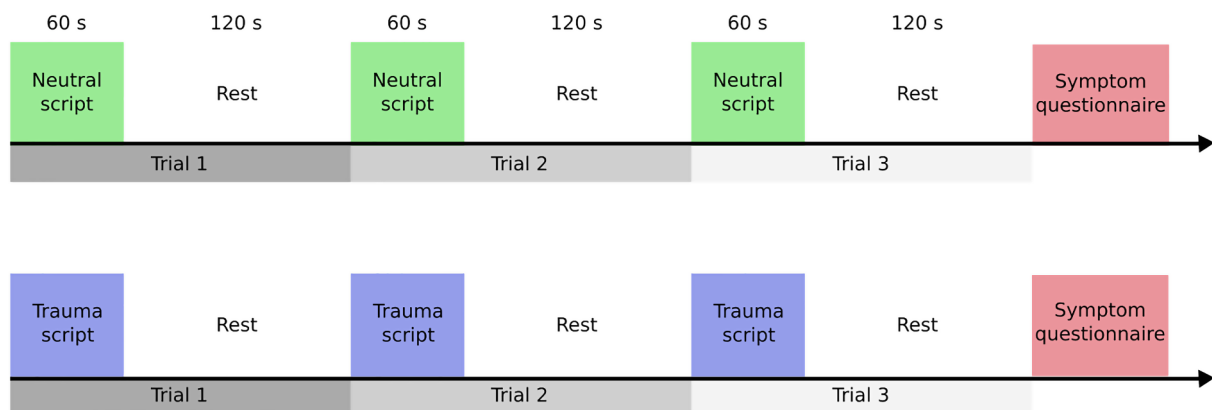 60 s 120 s 60 s 120 s 60 s 120 s
Neutral script Rest Neutral script Rest Neutral script Rest Symptom questionnaire
Trial 1 Trial 2 Trial 3
Trauma script Rest Trauma script Rest Trauma script Rest Symptom questionnaire
Trial 1 Trial 2 Trial 3